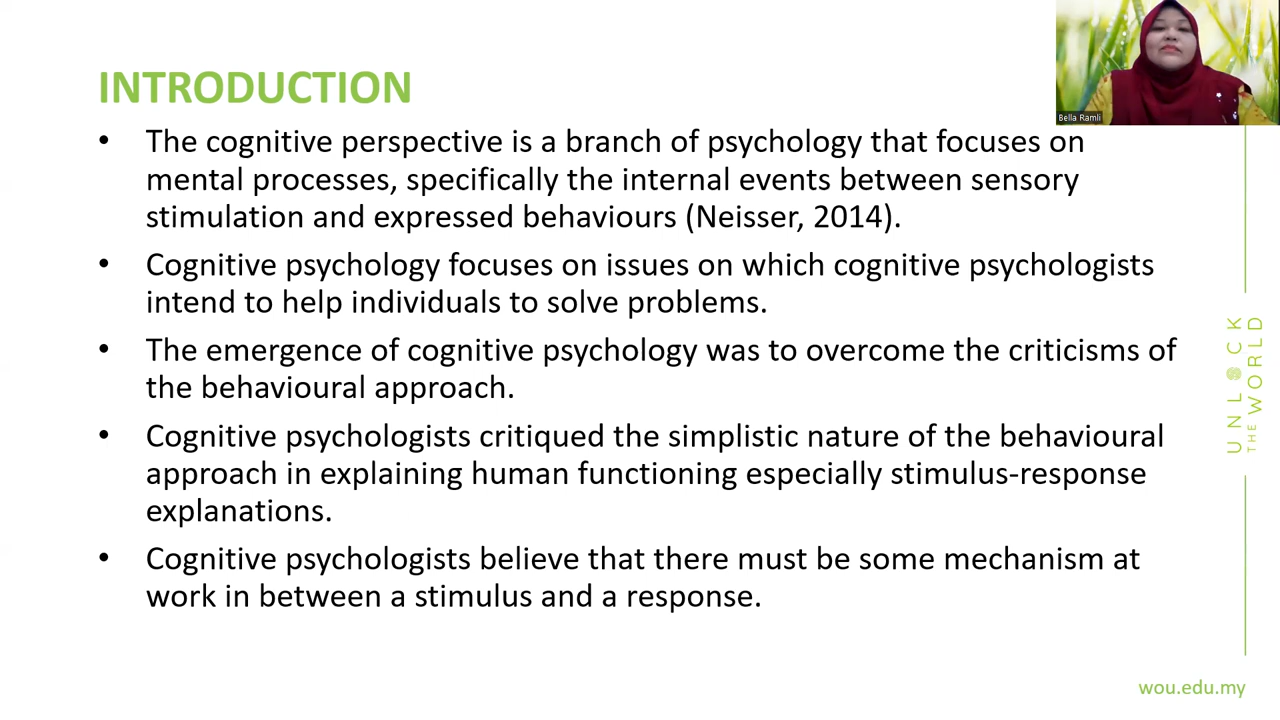 INTRODUCTION
• The cognitive perspective is a branch of psychology that focuses on
mental processes, specifically the internal events between sensory
stimulation and expressed behaviours (Neisser, 2014).
• Cognitive psychology focuses on issues on which cognitive psychologists
intend to help individuals to solve problems.
• The emergence of cognitive psychology was to overcome the criticisms of
the behavioural approach.
• Cognitive psychologists critiqued the simplistic nature of the behavioural
approach in explaining human functioning especially stimulus-response
explanations.
• Cognitive psychologists believe that there must be some mechanism at
work in between a stimulus and a response.
Bella Ramli
UNLOCK
THE WORLD
wou.edu.my